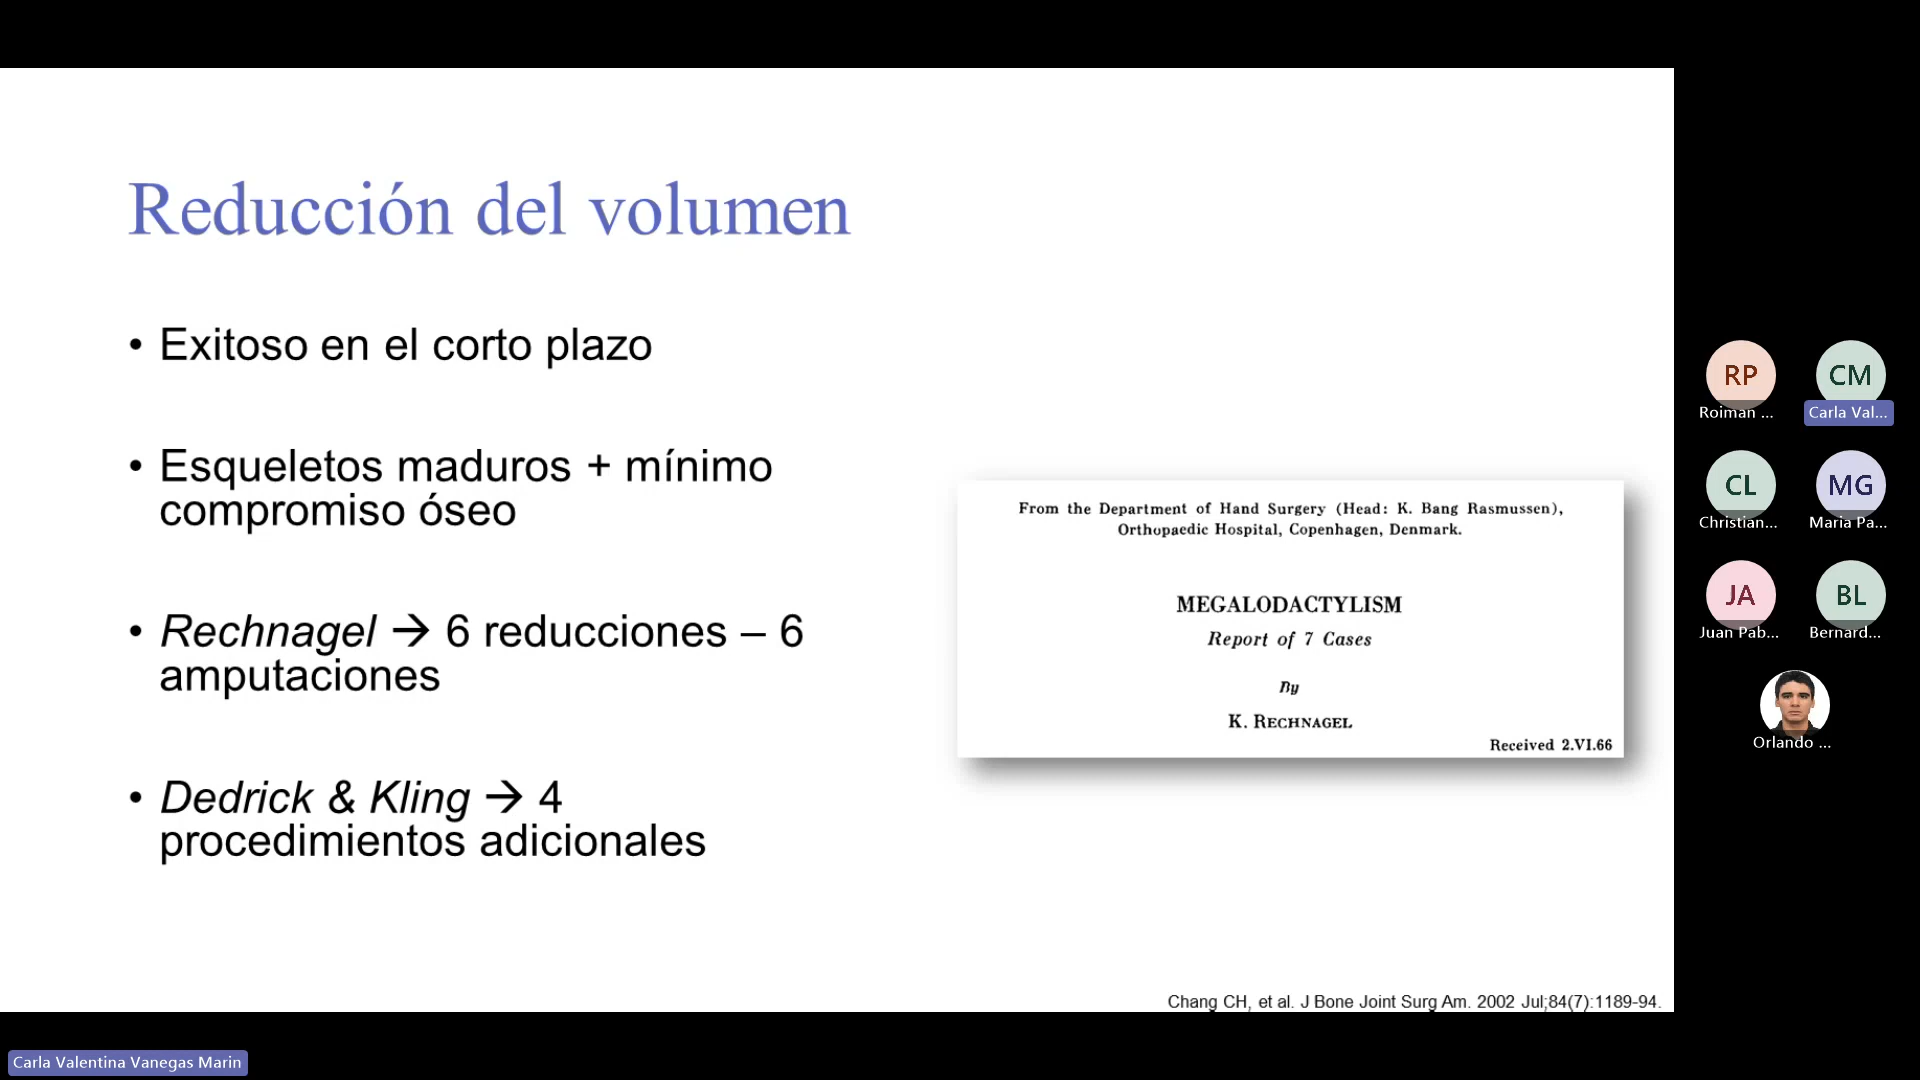 Reducción del volumen
• Exitoso en el corto plazo
• Esqueletos maduros + mínimo
compromiso óseo
• Rechnagel → 6 reducciones – 6
amputaciones
• Dedrick & Kling → 4
procedimientos adicionales
From the Department of Hand Surgery (Head: K. Bang Rasmussen),
Orthopaedic Hospital, Copenhagen, Denmark.
MEGALODACTYLISM
Report of 7 Cases
By
K. RECHNAGEL
Received 2.VI.66
Chang CH, et al. J Bone Joint Surg Am. 2002 Jul;84(7):1189-94.
RP
Roiman ...
CM
Carla Val...
CL
Christian...
MG
Maria Pa...
JA
Juan Pab...
BL
Bernard...
Orlando ...
Carla Valentina Vanegas Marin